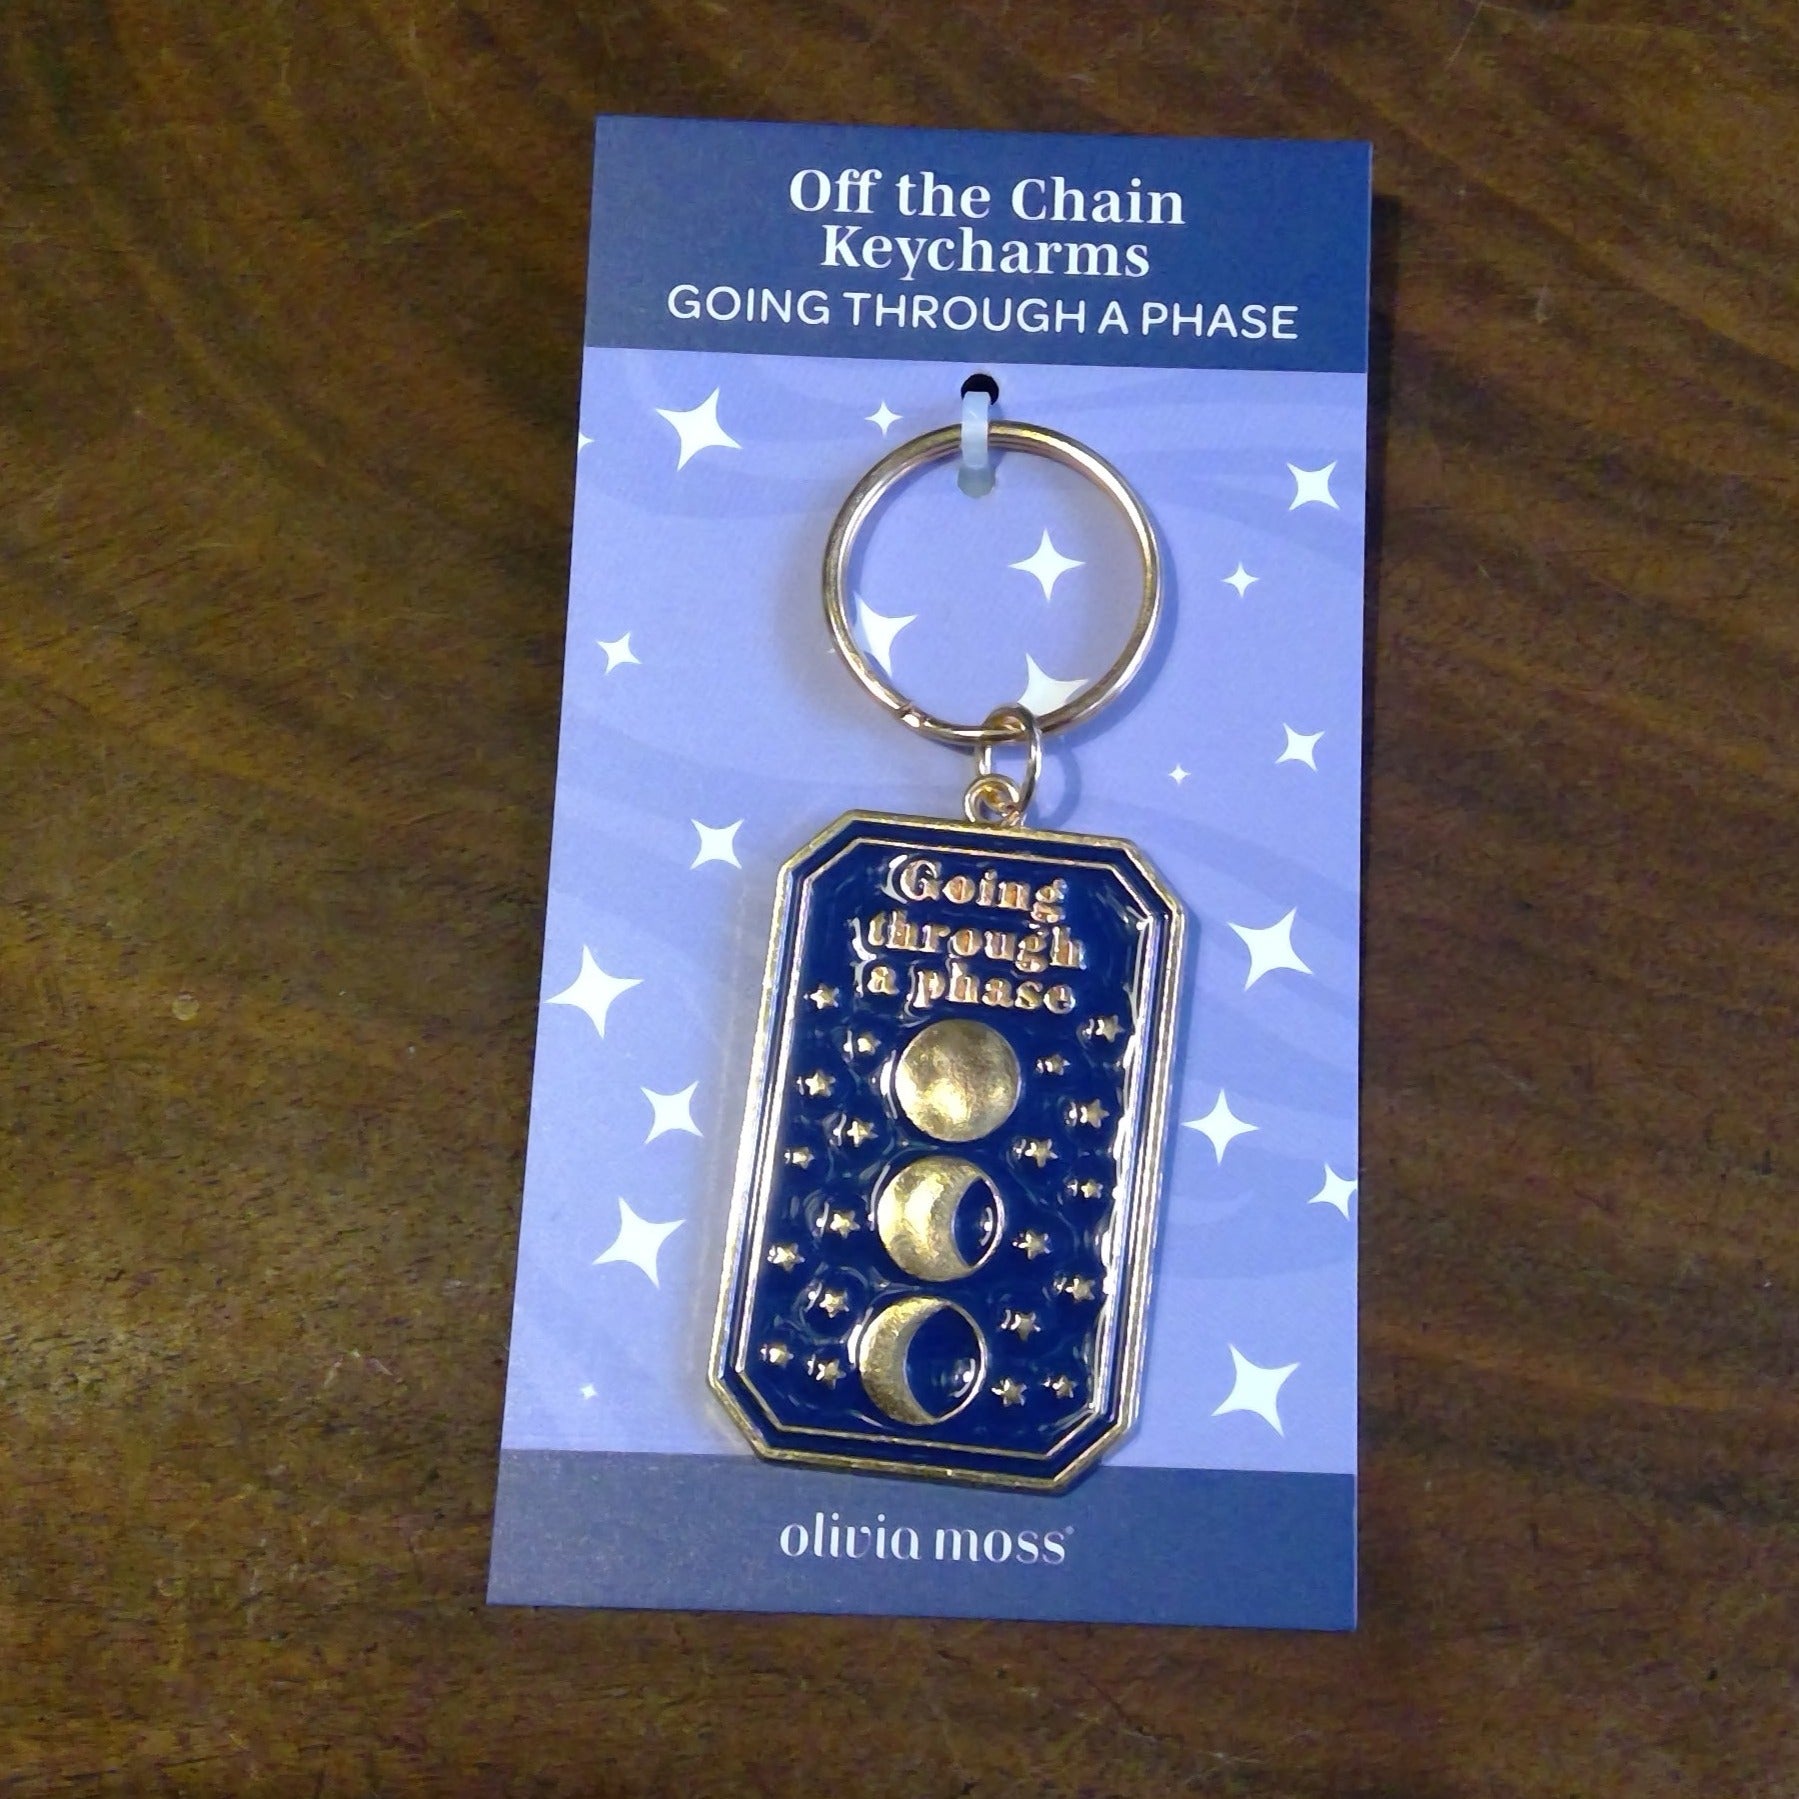 Off the Chain
Keycharms
GOING THROUGH A PHASE
Going
through
a phase
olivia moss®